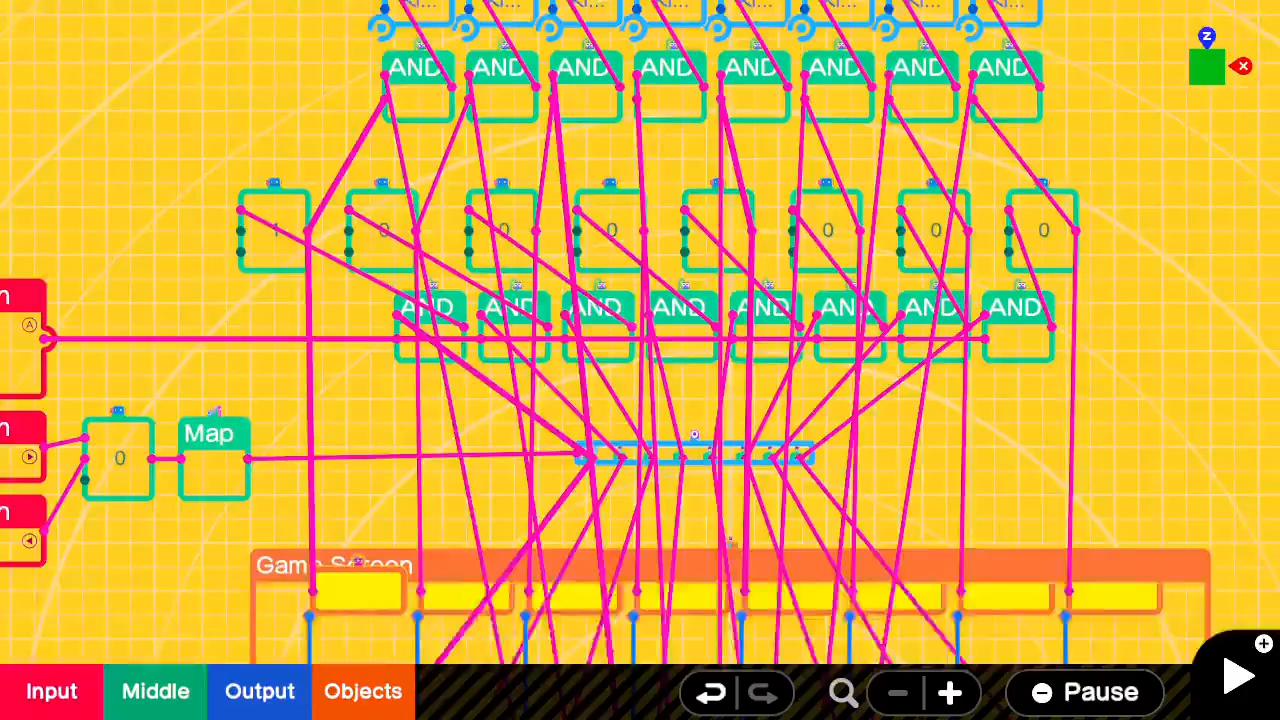 AND AND AND AND AND AND AND AND
0 0 0 0 0 0
AND AND AND AND AND AND AND AND
A
Map
0
Game Screen
Z
X
Input Middle Output Objects
Pause